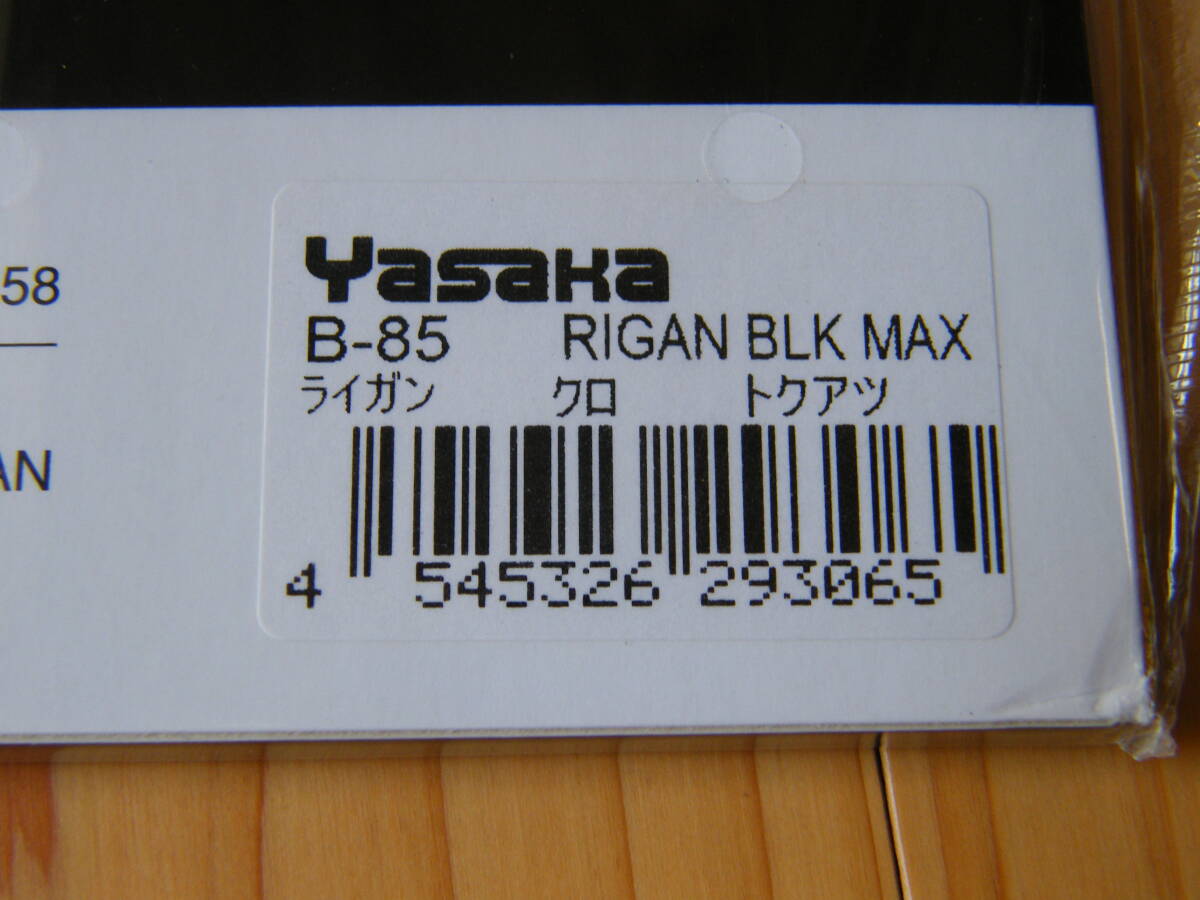 58
AN
Yasaka
B-85 RIGAN BLK MAX
ライガン クロ トクアツ
4 545326 293065